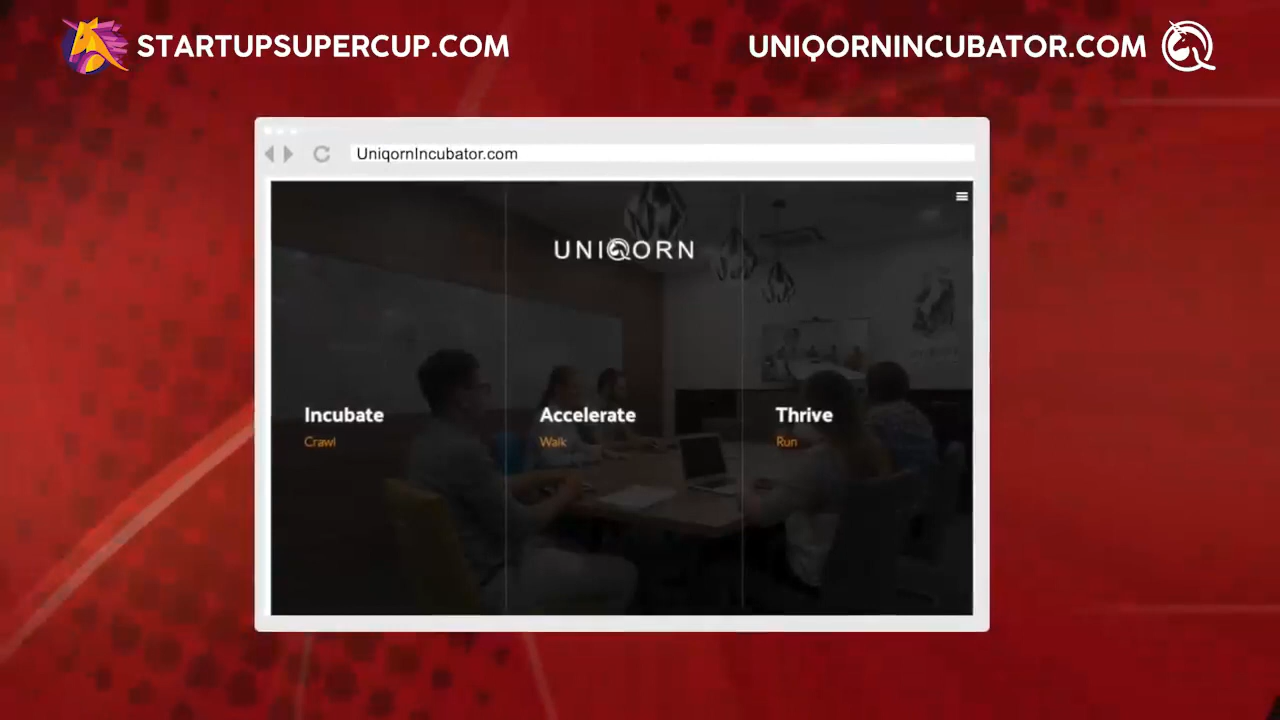 STARTUPSUPERCUP.COM
UNIQORNINCUBATOR.COM
UniqornIncubator.com
UNIQORN
Incubate
Crawl
Accelerate
Walk
Thrive
Run